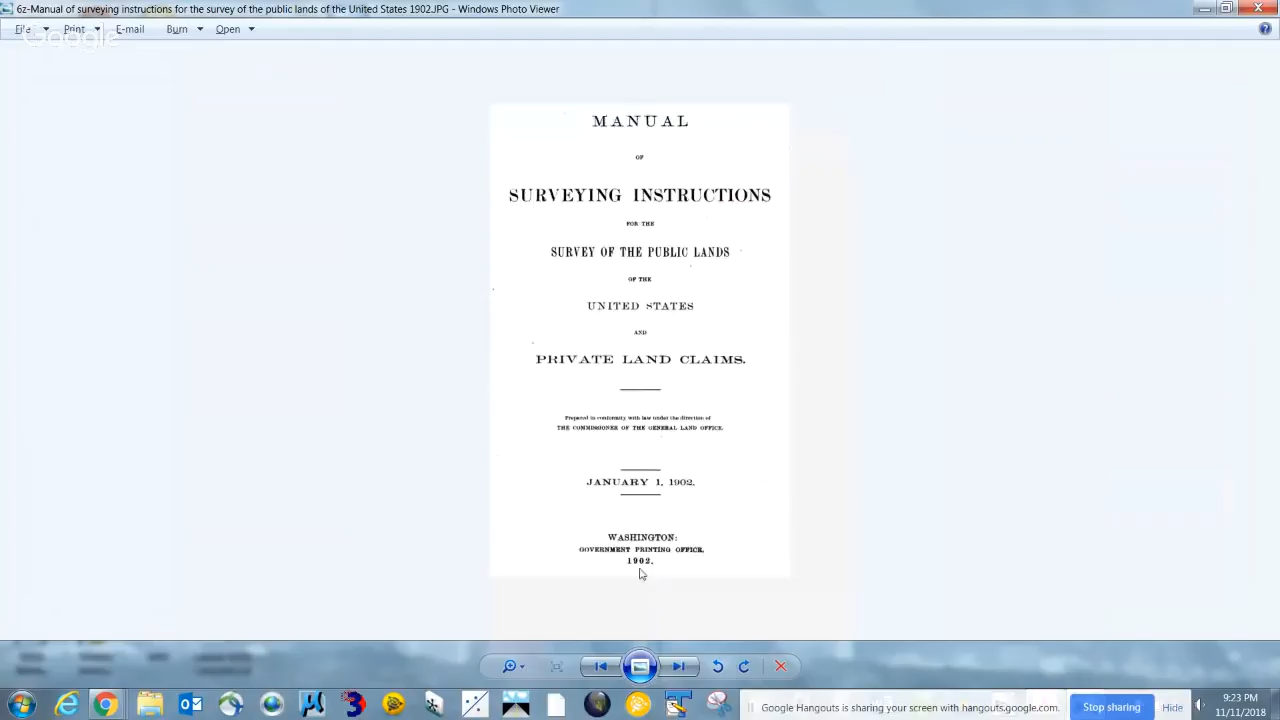 6z-Manual of surveying instructions for the survey of the public lands of the United States 1902.JPG - Windows Photo Viewer
File Print E-mail Burn Open
Google
MANUAL
OF
SURVEYING INSTRUCTIONS
FOR THE
SURVEY OF THE PUBLIC LANDS
OF THE
UNITED STATES
AND
PRIVATE LAND CLAIMS.
Prepared in conformity with law under the direction of
THE COMMISSIONER OF THE GENERAL LAND OFFICE.
JANUARY 1, 1902.
WASHINGTON:
GOVERNMENT PRINTING OFFICE.
1902.
Google Hangouts is sharing your screen with hangouts.google.com.
Stop sharing
Hide
9:23 PM
11/11/2018